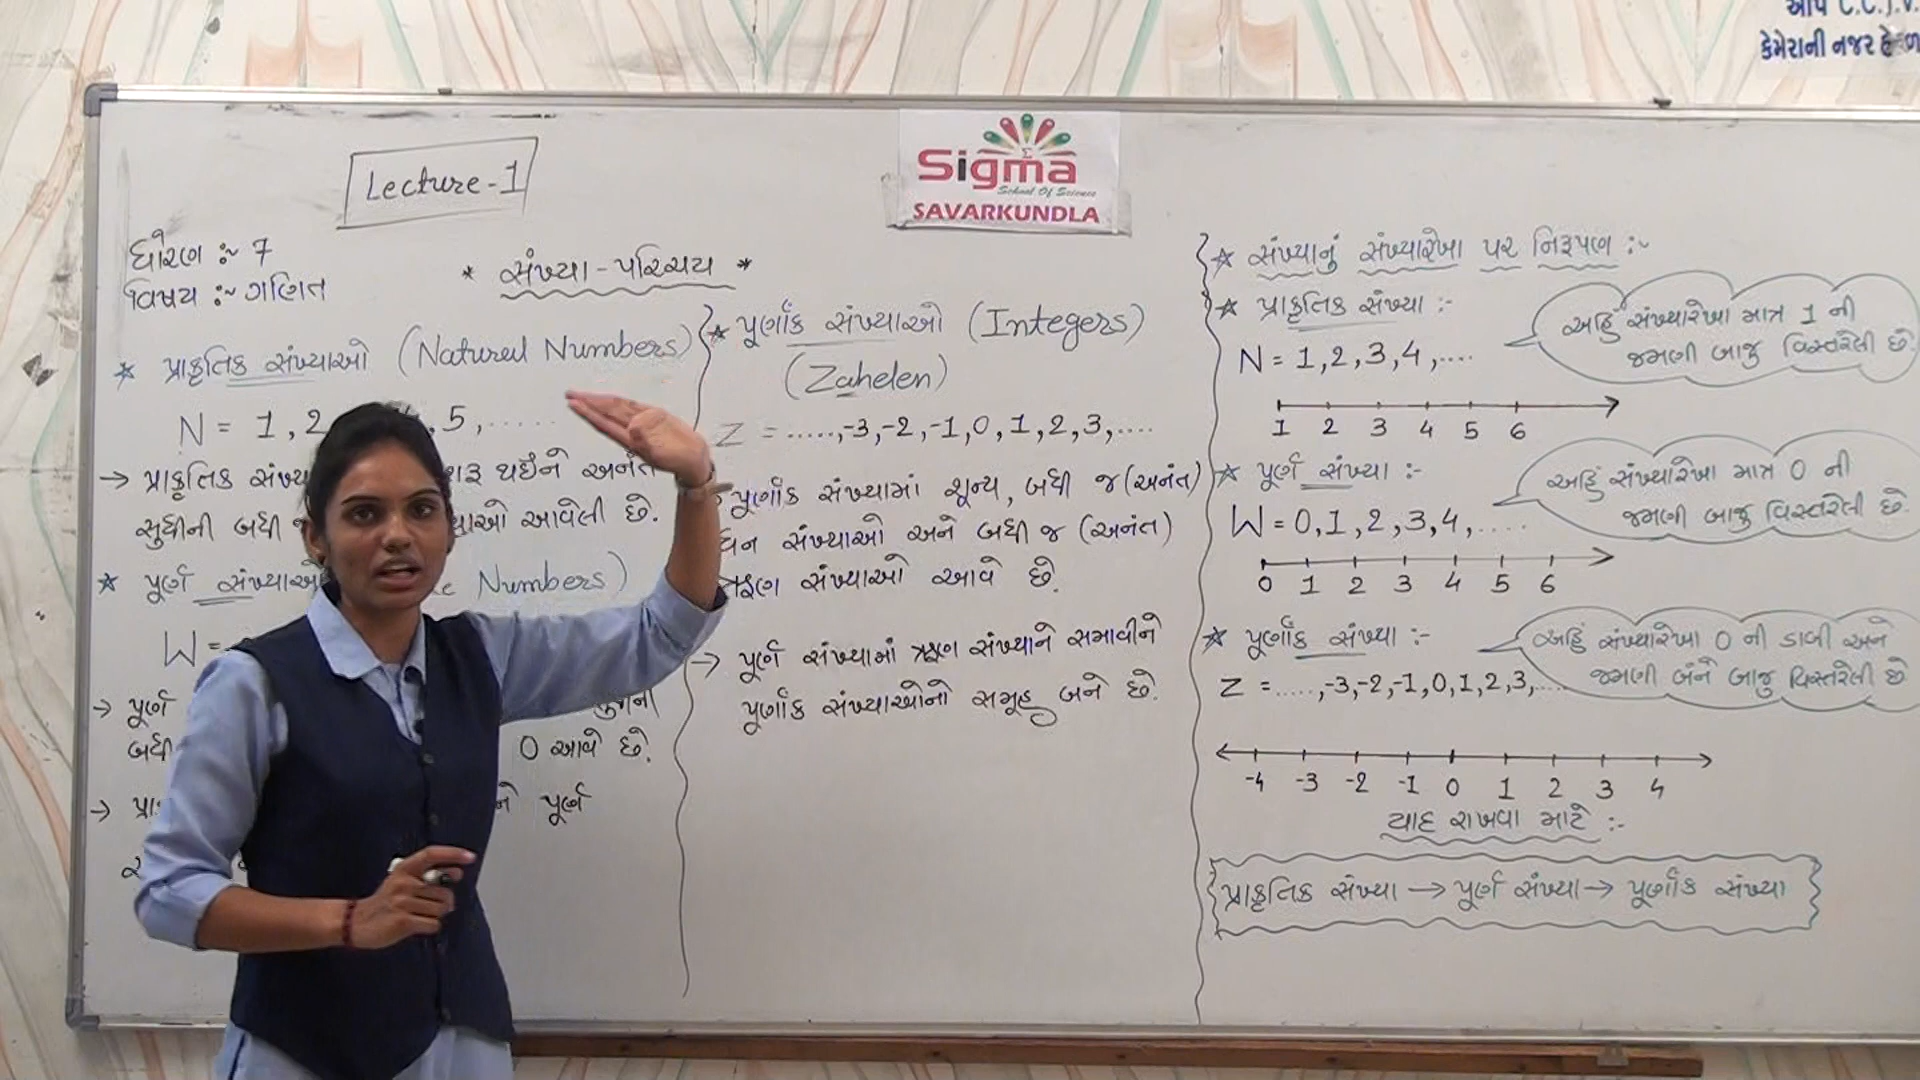 આપ C.C.T.V.
કેમેરાની નજર હેઠળ
Sigma
School Of Science
SAVARKUNDLA
Lecture-1
ધોરણ :~ 7
વિષય :~ ગણિત
* સંખ્યા - પરિચય *
☆ પ્રાકૃતિક સંખ્યાઓ (Natural Numbers)
N = 1, 2 , 5, .....
→ પ્રાકૃતિક સંખ્યા શરૂ થઈને અનંત
સુધીની બધી જ આવેલી છે.
☆ પૂર્ણ સંખ્યાઓ Numbers)
W =
→ પૂર્ણ
બધી 0 આવે છે.
→ પૂર્ણ
* પૂર્ણાંક સંખ્યાઓ (Integers)
(Zahelen)
Z = ....., -3, -2, -1, 0, 1, 2, 3, ....
પૂર્ણાંક સંખ્યામાં શૂન્ય, બધી જ (અનંત)
ધન સંખ્યાઓ અને બધી જ (અનંત)
ઋણ સંખ્યાઓ આવે છે.
→ પૂર્ણ સંખ્યામાં ઋણ સંખ્યાને સમાવીને
પૂર્ણાંક સંખ્યાઓનો સમૂહ બને છે.
☆ સંખ્યાનું સંખ્યારેખા પર નિરૂપણ :~
☆ પ્રાકૃતિક સંખ્યા :-
N = 1, 2, 3, 4, ....
અહિં સંખ્યારેખા માત્ર 1 ની
જમણી બાજુ વિસ્તરેલી છે.
1 2 3 4 5 6
☆ પૂર્ણ સંખ્યા :-
W = 0, 1, 2, 3, 4, .....
અહિં સંખ્યારેખા માત્ર 0 ની
જમણી બાજુ વિસ્તરેલી છે.
0 1 2 3 4 5 6
☆ પૂર્ણાંક સંખ્યા :-
Z = ....., -3, -2, -1, 0, 1, 2, 3, ....
અહિં સંખ્યારેખા 0 ની ડાબી અને
જમણી બંને બાજુ વિસ્તરેલી છે
-4 -3 -2 -1 0 1 2 3 4
યાદ રાખવા માટે :-
પ્રાકૃતિક સંખ્યા → પૂર્ણ સંખ્યા → પૂર્ણાંક સંખ્યા